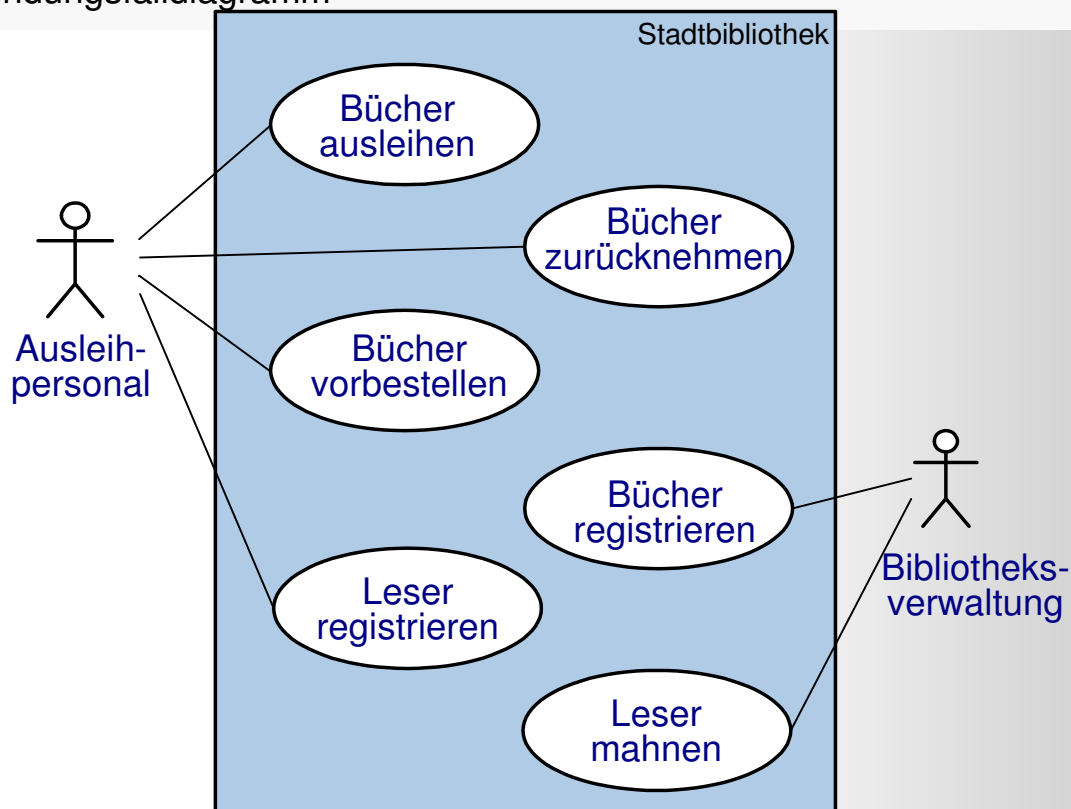 Stadtbibliothek
Bücher
ausleihen
Bücher
zurücknehmen
Ausleih-
personal
Bücher
vorbestellen
Bücher
registrieren
Bibliotheks-
verwaltung
Leser
registrieren
Leser
mahnen